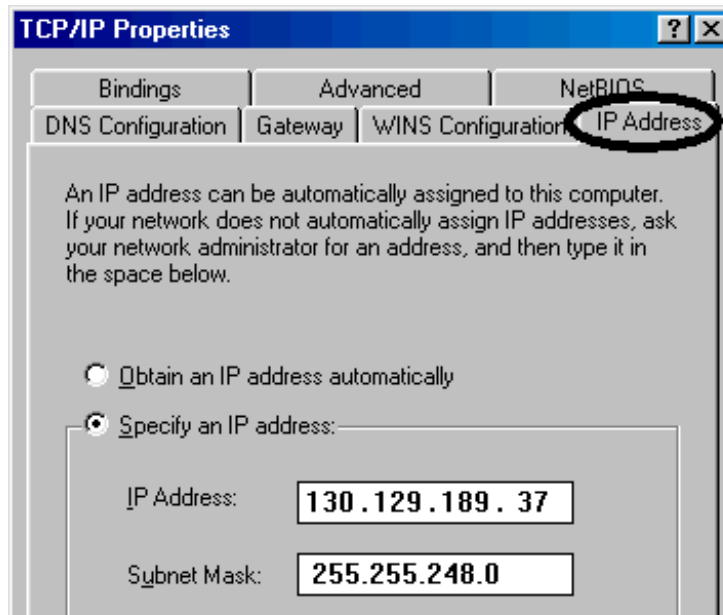 TCP/IP Properties
? ×
Bindings Advanced NetBIOS
DNS Configuration Gateway WINS Configuration IP Address
An IP address can be automatically assigned to this computer.
If your network does not automatically assign IP addresses, ask
your network administrator for an address, and then type it in
the space below.
Obtain an IP address automatically
Specify an IP address:
IP Address: 130.129.189. 37
Subnet Mask: 255.255.248.0